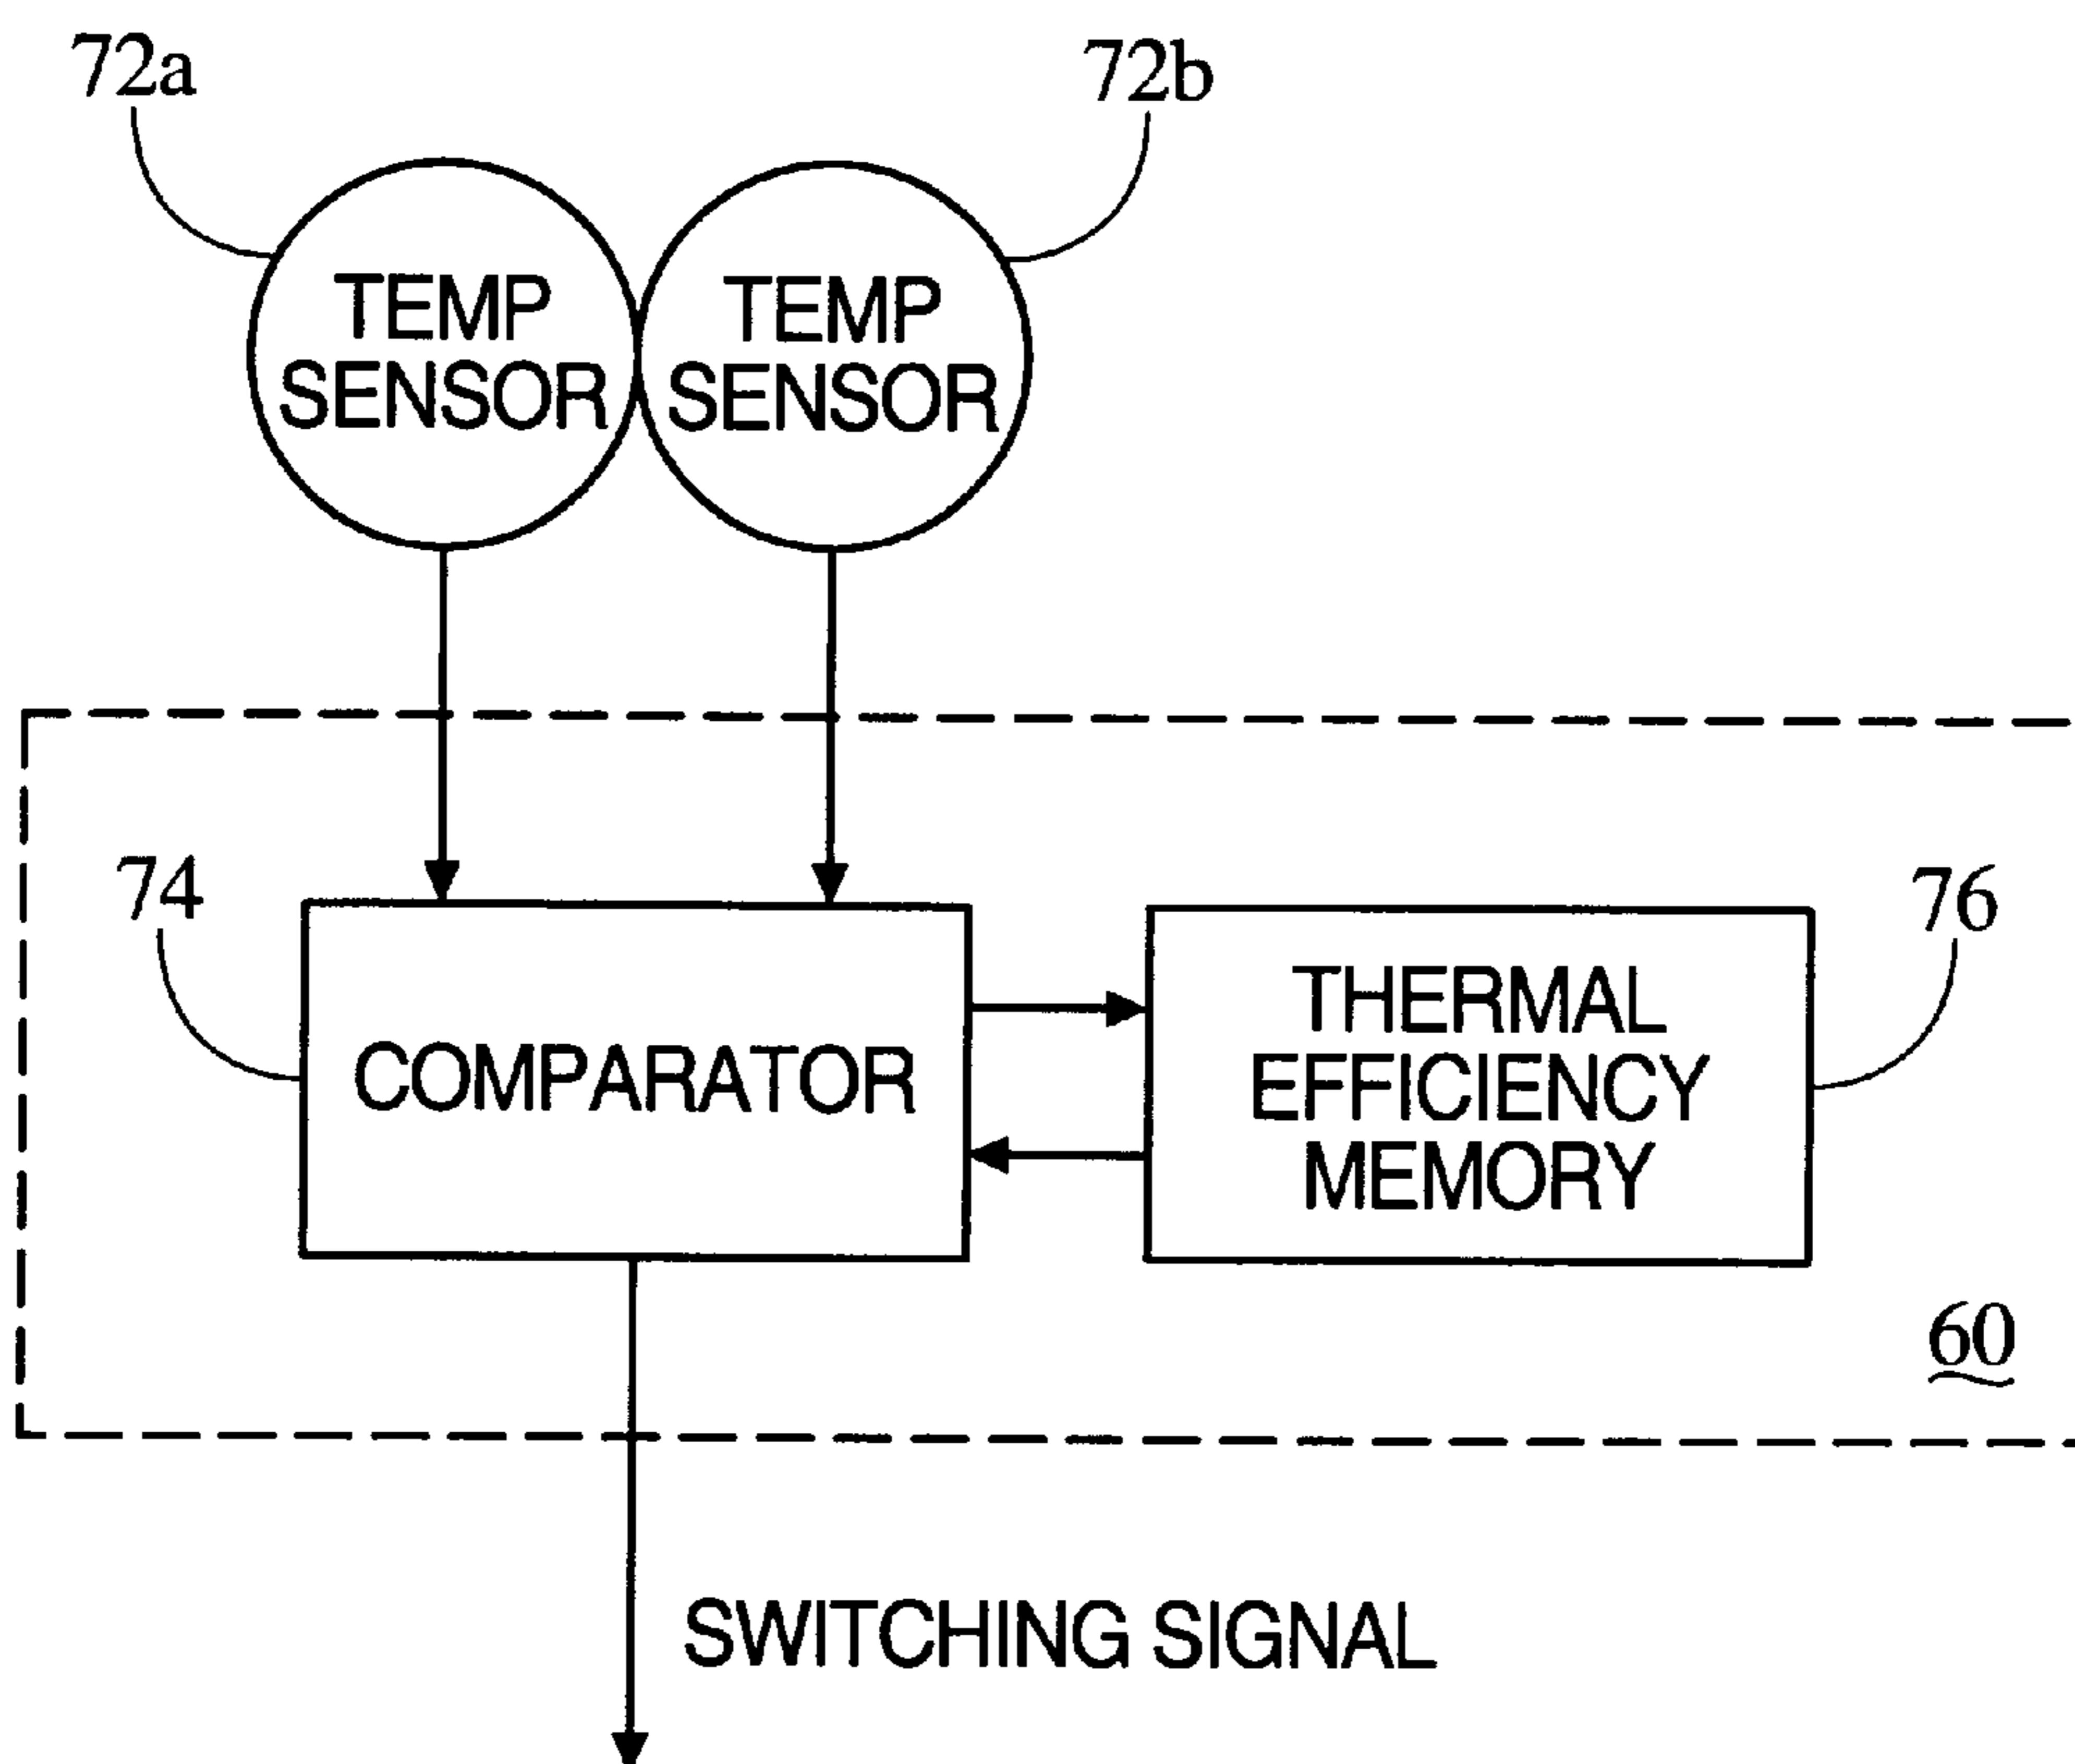 72a
72b
TEMP
SENSOR
TEMP
SENSOR
74
76
COMPARATOR
THERMAL
EFFICIENCY
MEMORY
60
SWITCHING SIGNAL